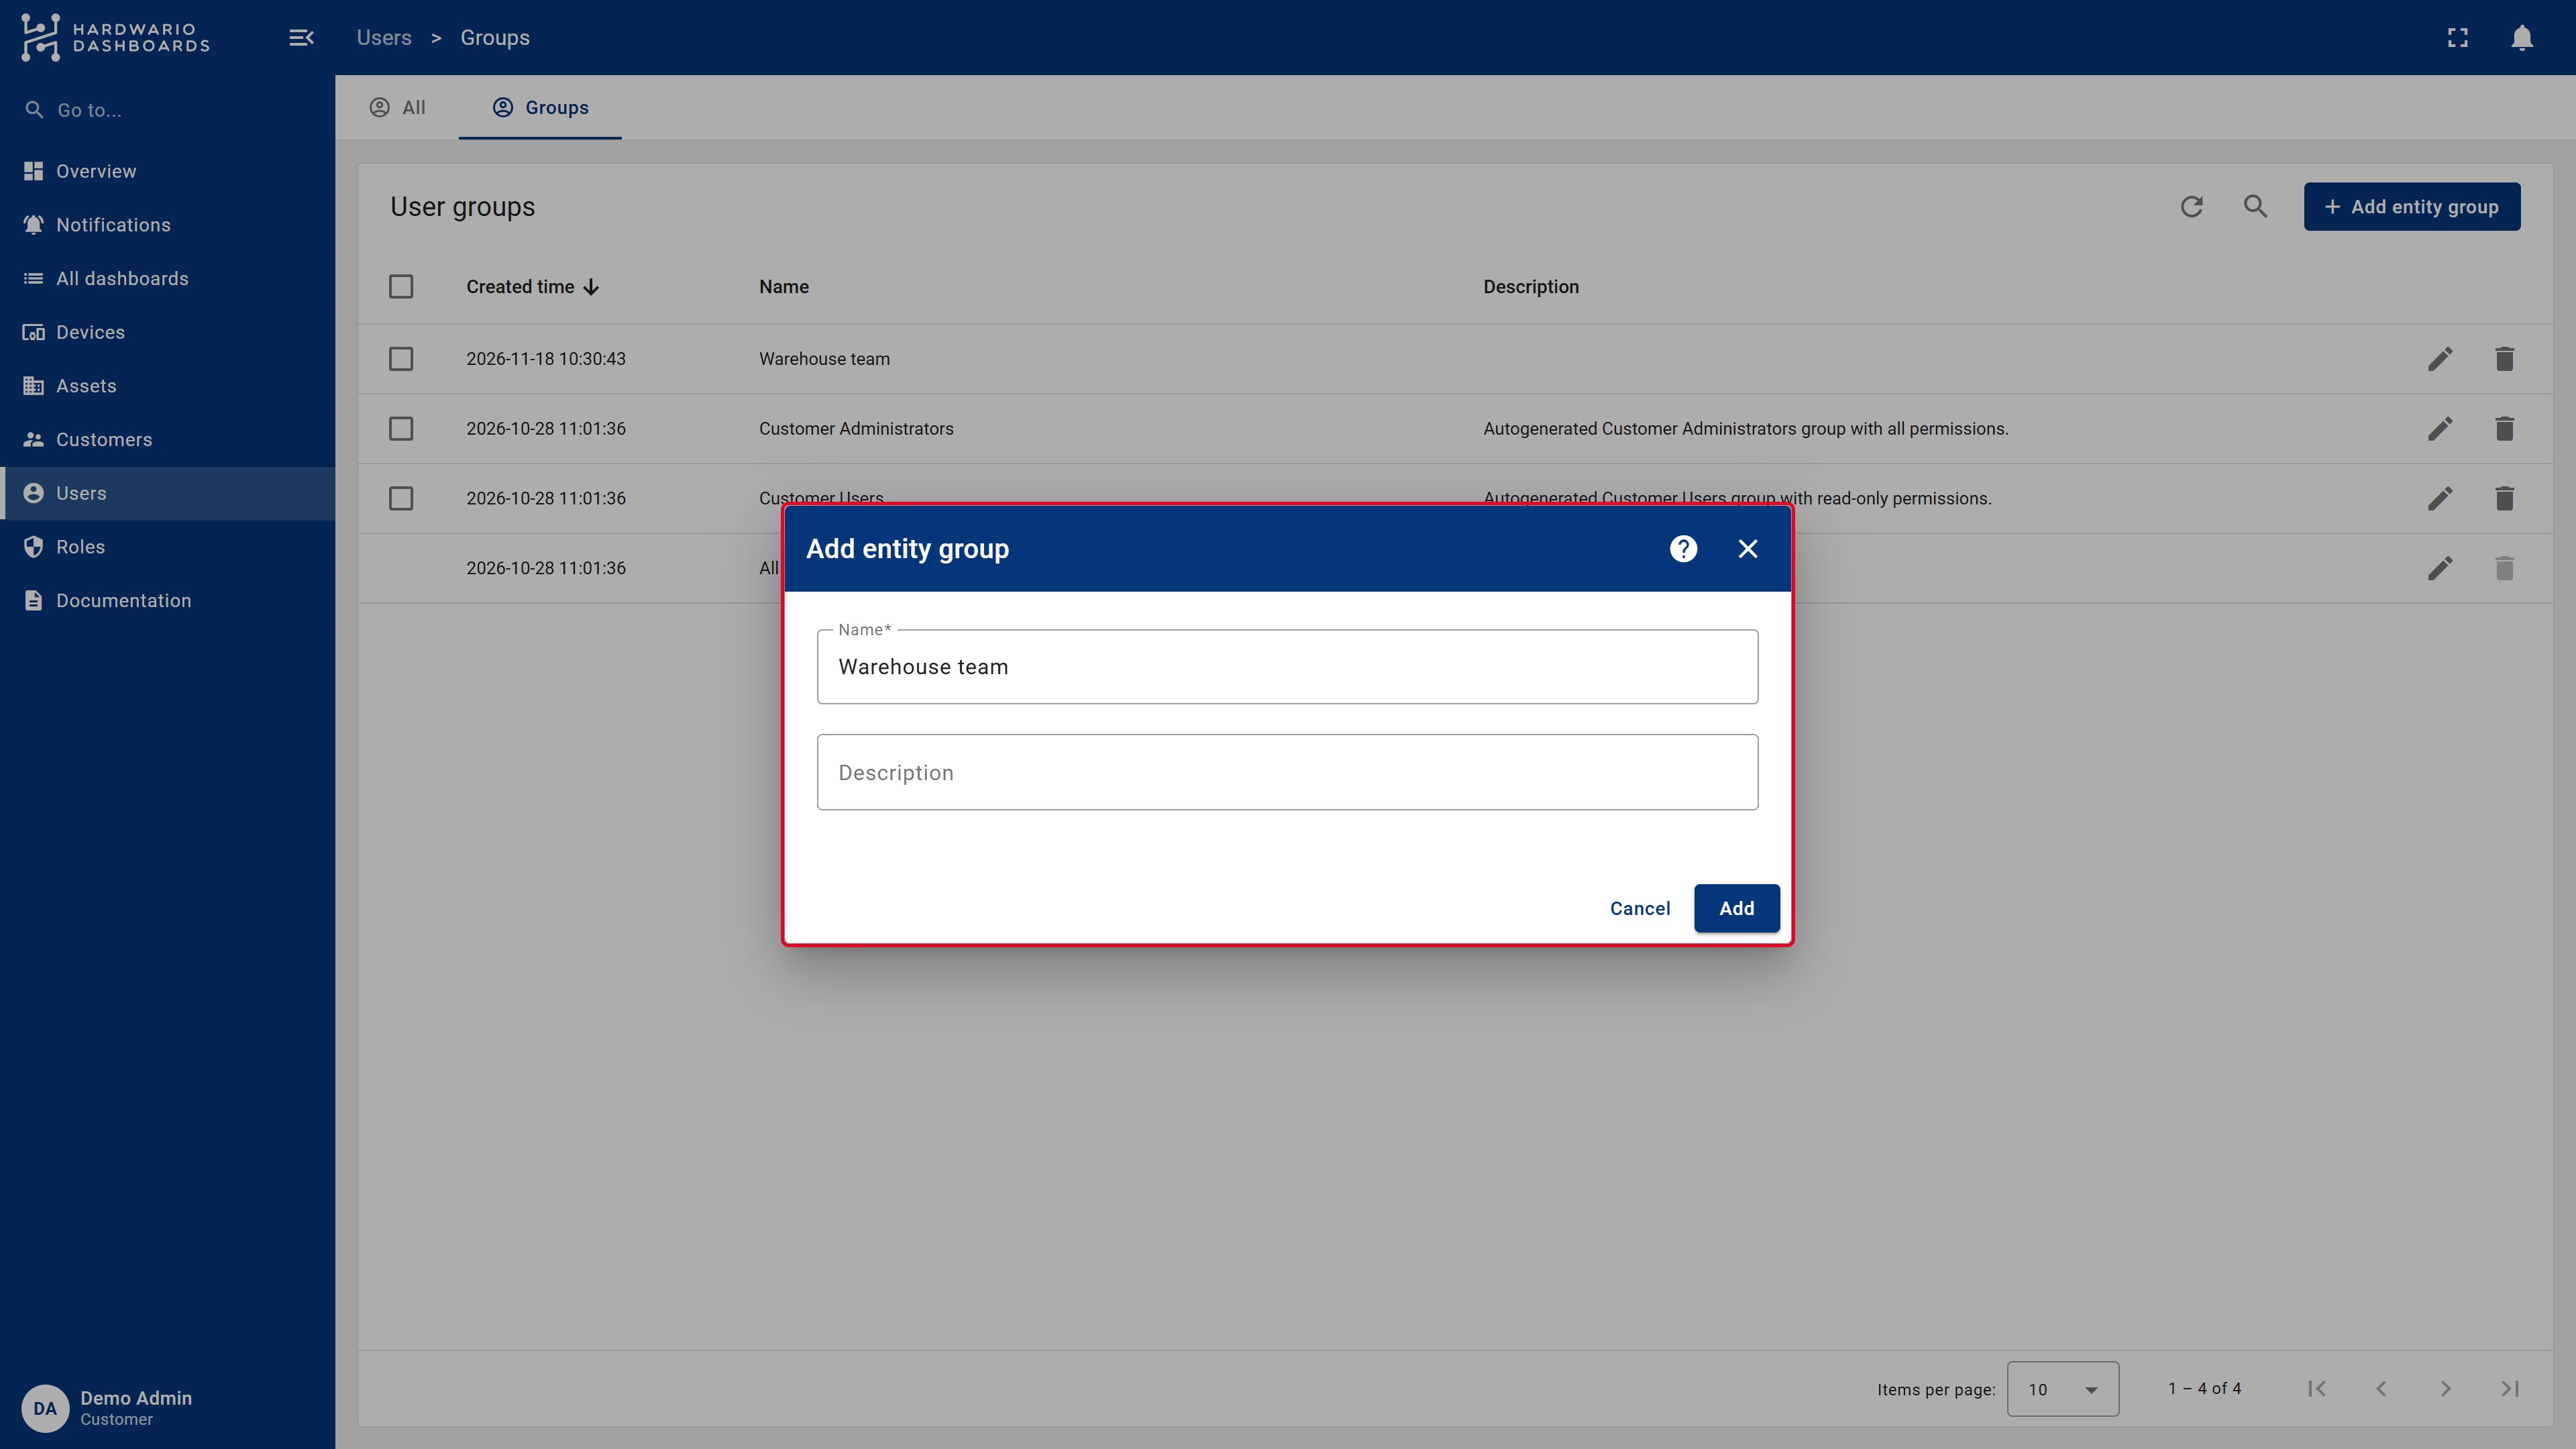 HARDWARIO
DASHBOARDS
Users > Groups
Go to...
Overview
Notifications
All dashboards
Devices
Assets
Customers
Users
Roles
Documentation
All
Groups
User groups
+ Add entity group
Created time Name Description
2026-11-18 10:30:43 Warehouse team
2026-10-28 11:01:36 Customer Administrators Autogenerated Customer Administrators group with all permissions.
2026-10-28 11:01:36 Customer Users Autogenerated Customer Users group with read-only permissions.
2026-10-28 11:01:36 All
Add entity group
?
Name*
Warehouse team
Description
Cancel
Add
Items per page: 10 1 – 4 of 4
DA
Demo Admin
Customer